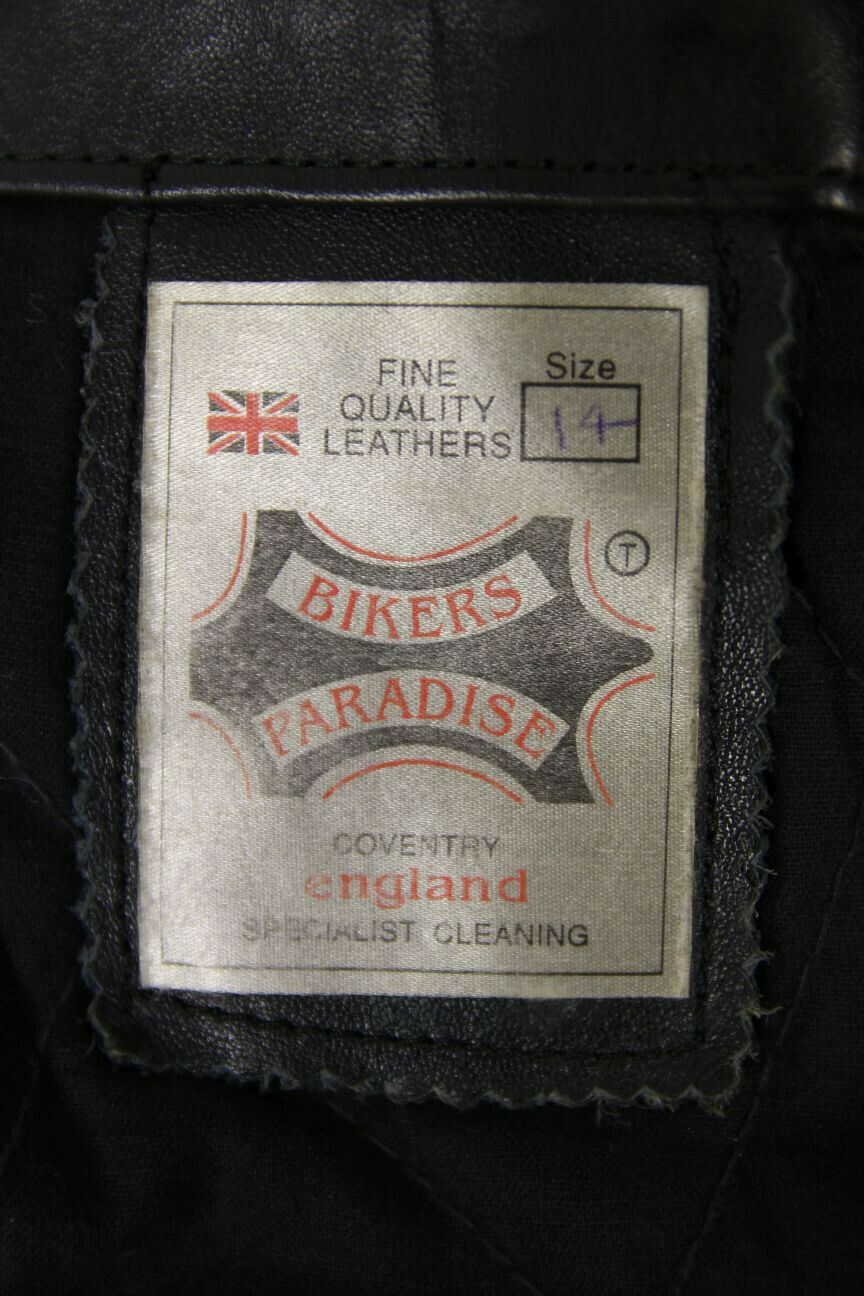 FINE
QUALITY
LEATHERS
Size
14
T
BIKERS
PARADISE
COVENTRY
england
SPECIALIST CLEANING